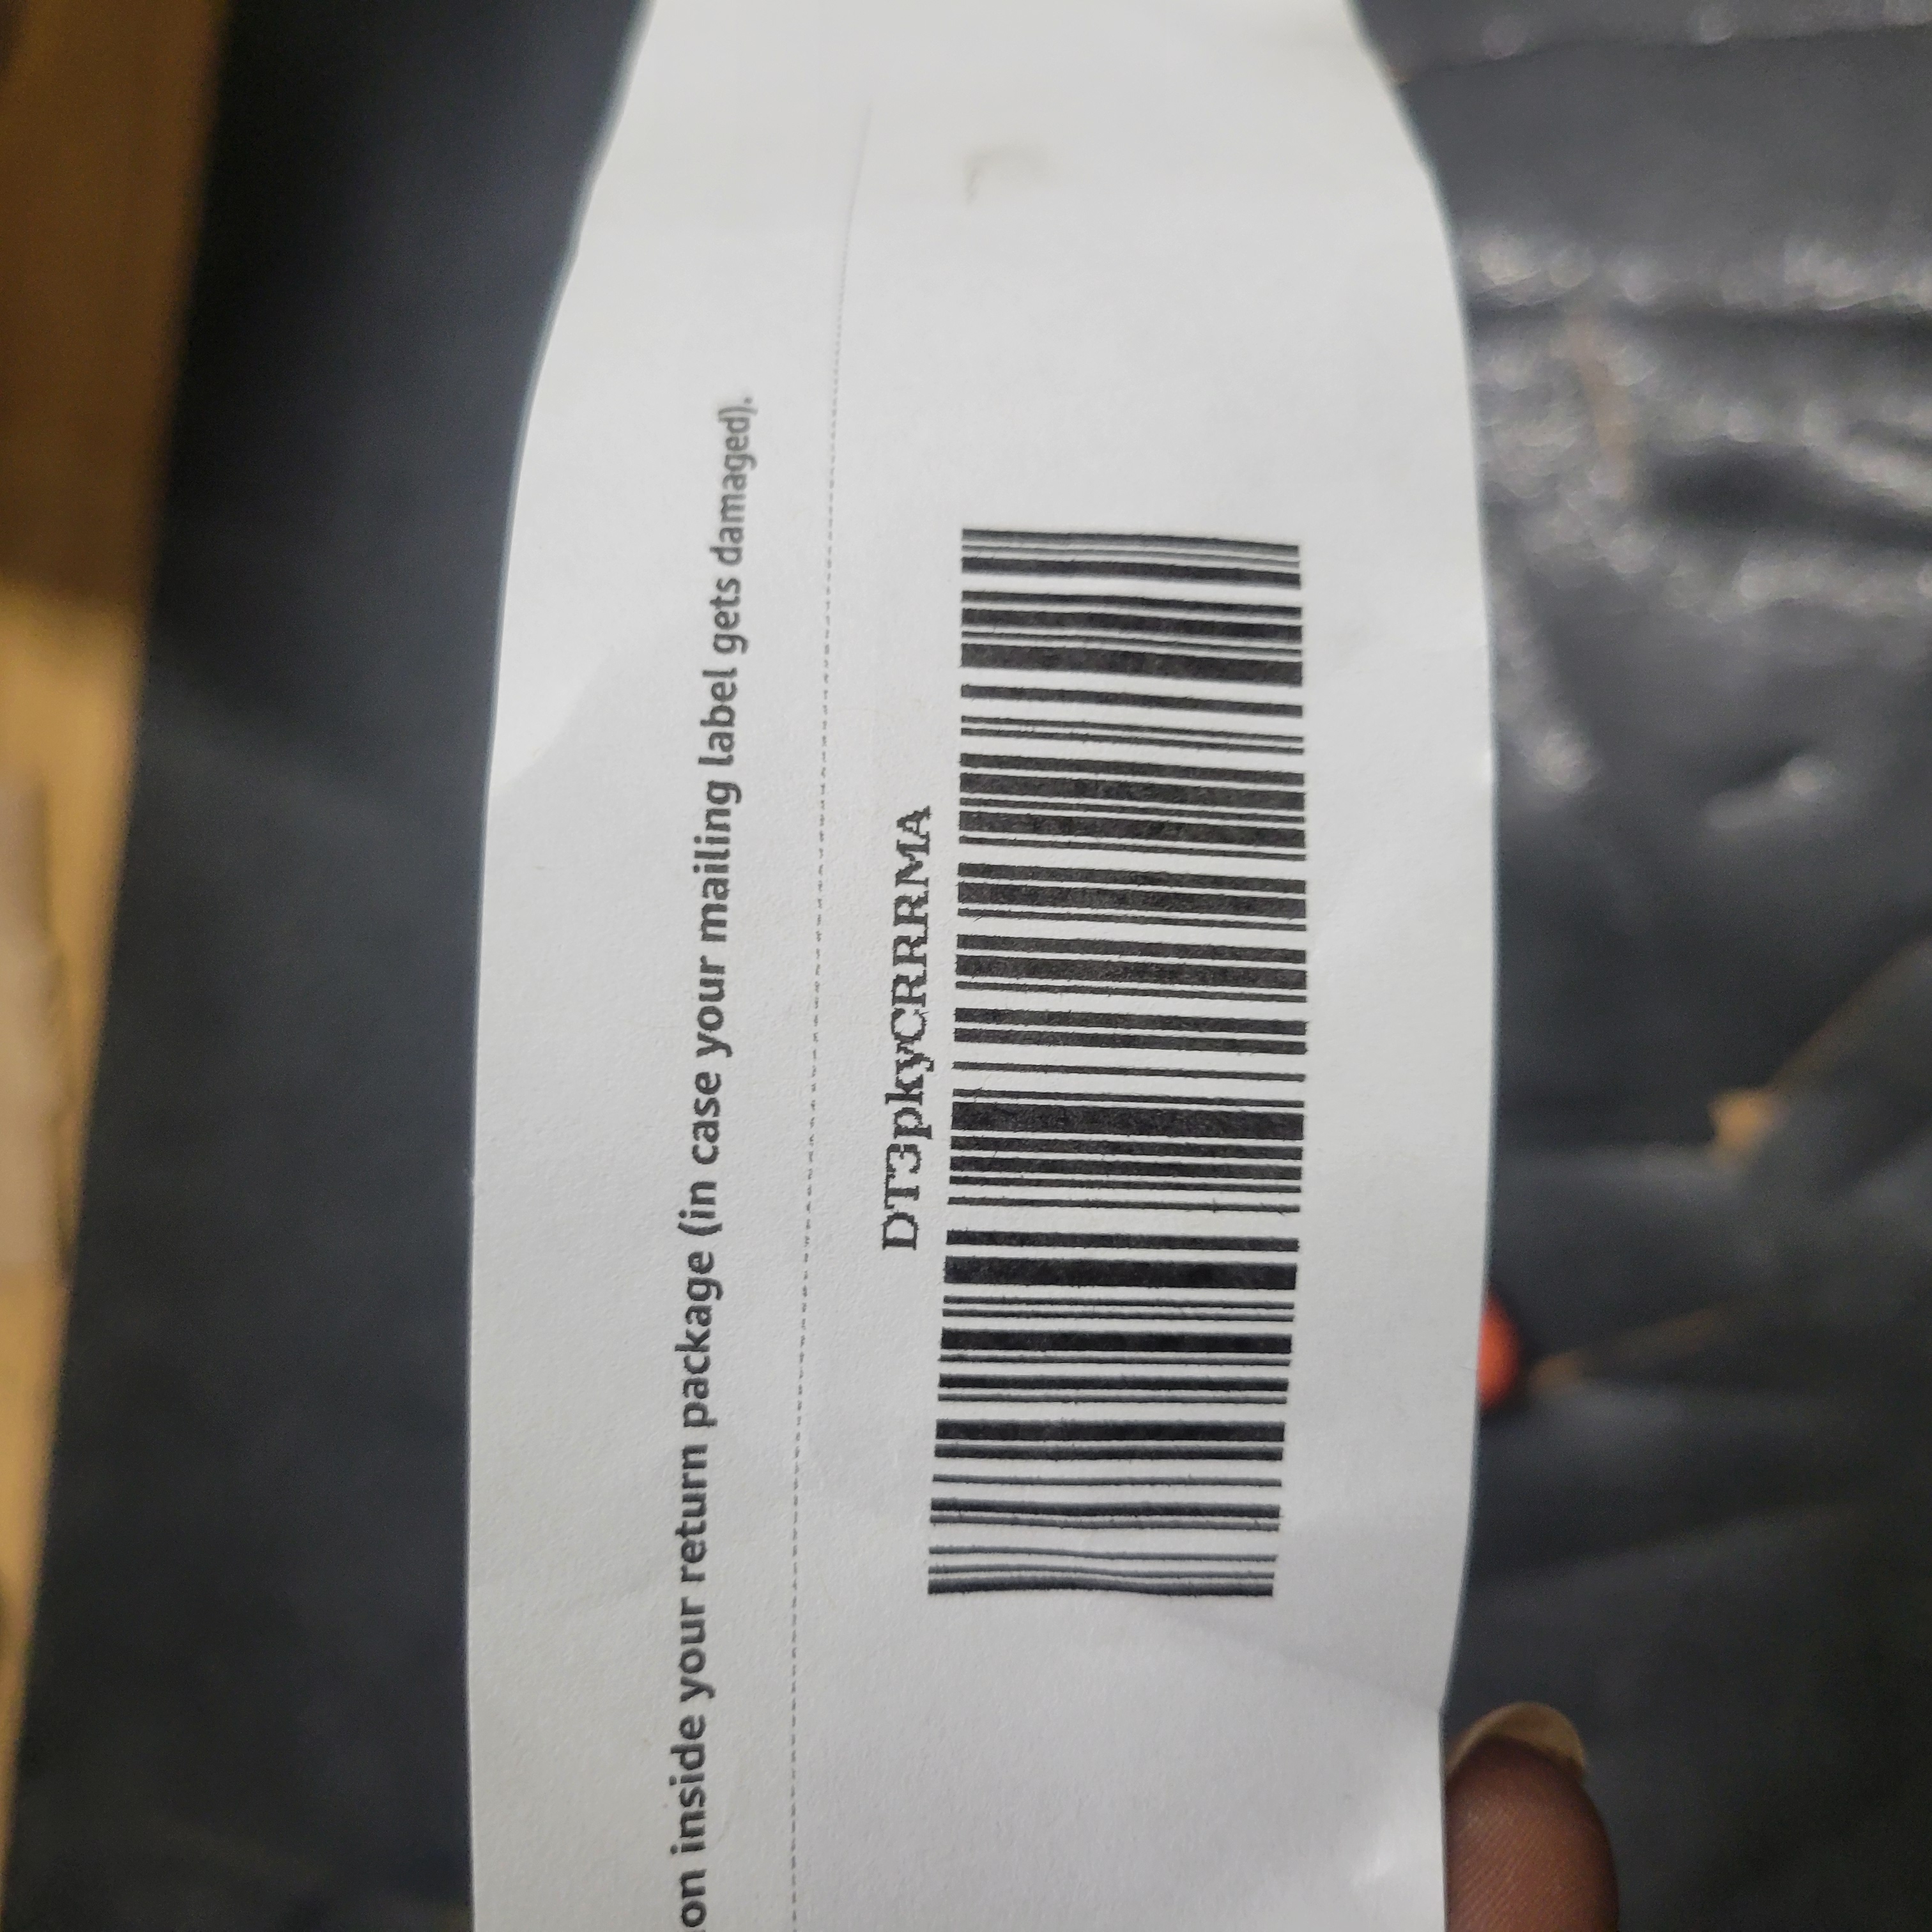 on inside your return package (in case your mailing label gets damaged).
DT3pkyCRRMA